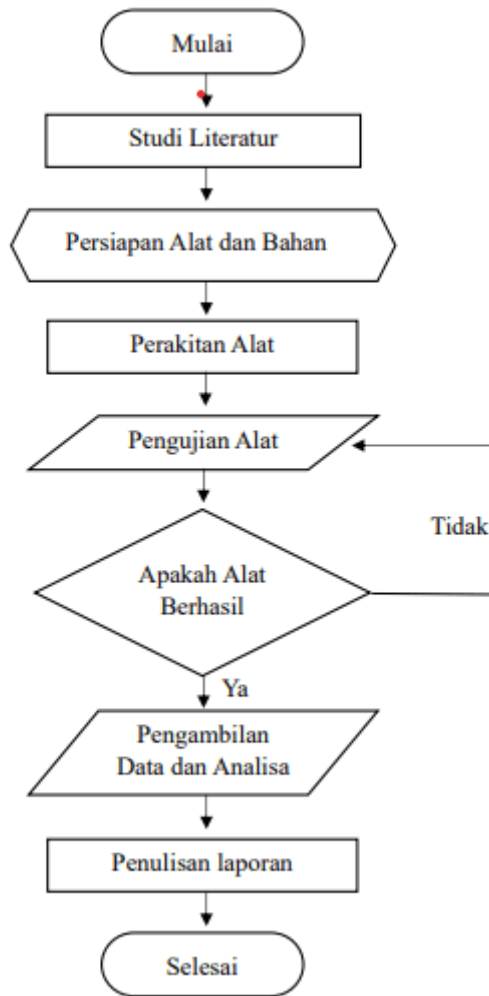 Mulai
Studi Literatur
Persiapan Alat dan Bahan
Perakitan Alat
Pengujian Alat
Tidak
Apakah Alat
Berhasil
Ya
Pengambilan
Data dan Analisa
Penulisan laporan
Selesai